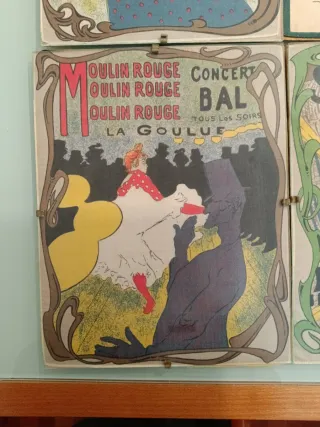 MOULIN ROUGE CONCERT
MOULIN ROUGE BAL
MOULIN ROUGE TOUS LES SOIRS
LA GOULUE